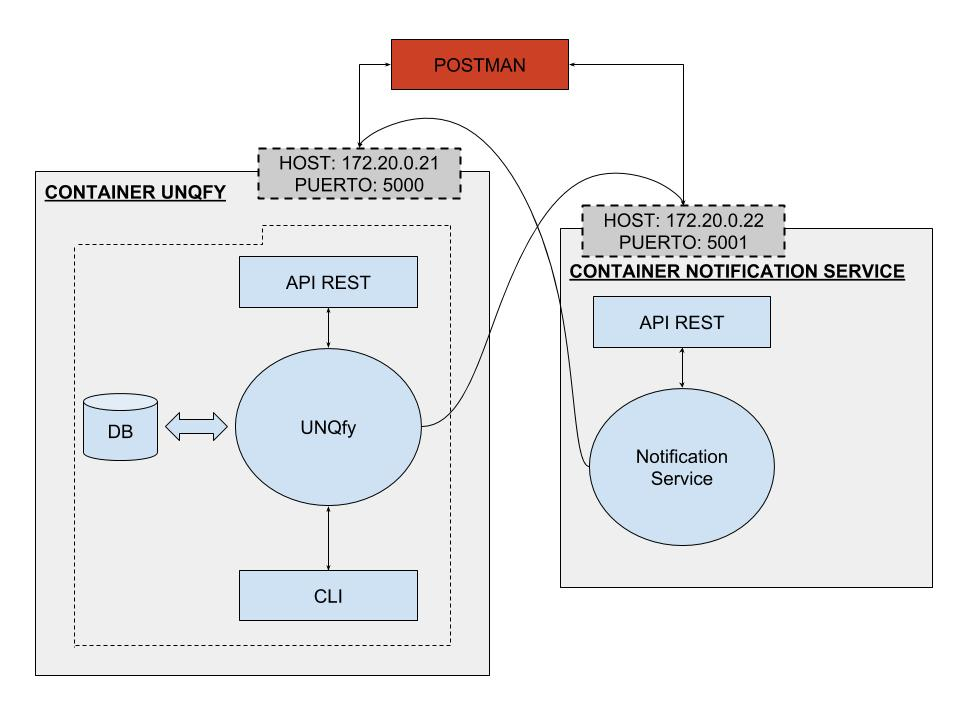 POSTMAN
HOST: 172.20.0.21
PUERTO: 5000
CONTAINER UNQFY
API REST
DB
UNQfy
CLI
HOST: 172.20.0.22
PUERTO: 5001
CONTAINER NOTIFICATION SERVICE
API REST
Notification
Service